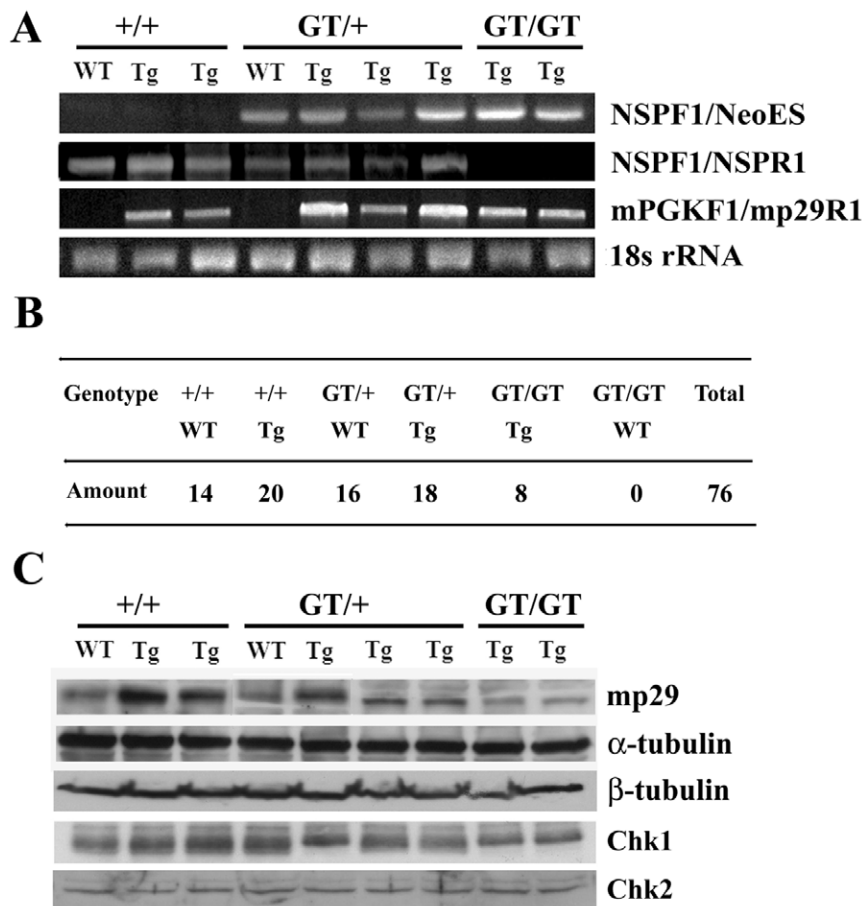 A
+/+ GT/+ GT/GT
WT Tg Tg WT Tg Tg Tg Tg Tg
NSPF1/NeoES
NSPF1/NSPR1
mPGKF1/mp29R1
18s rRNA
B
Genotype +/+ +/+ GT/+ GT/+ GT/GT GT/GT Total
WT Tg WT Tg Tg WT
Amount 14 20 16 18 8 0 76
C
+/+ GT/+ GT/GT
WT Tg Tg WT Tg Tg Tg Tg Tg
mp29
α-tubulin
β-tubulin
Chk1
Chk2